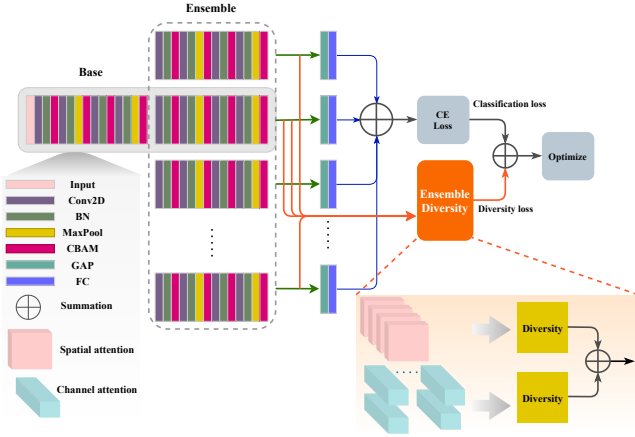 Ensemble
Base
Input
Conv2D
BN
MaxPool
CBAM
GAP
FC
Summation
Spatial attention
Channel attention
CE
Loss
Classification loss
Ensemble
Diversity
Diversity loss
Optimize
Diversity
Diversity